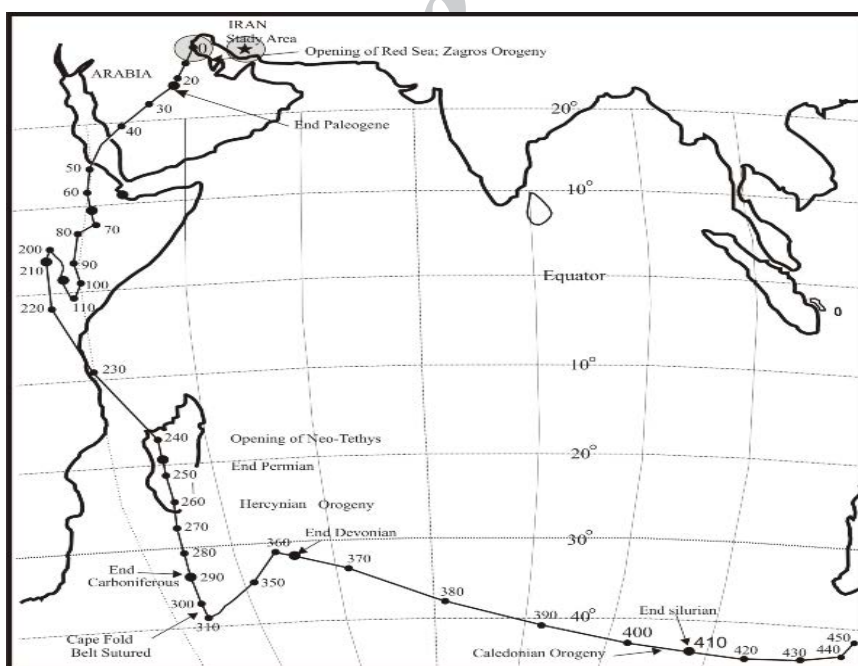 IRAN
Stady Area
0
Opening of Red Sea; Zagros Orogeny
ARABIA
20
30
40
End Paleogene
20°
50
60
10°
70
80
200
90
210
100
110
Equator
220
0
230
10°
240
Opening of Neo-Tethys
End Permian
20°
250
260
Hercynian Orogeny
270
360
End Devonian
30°
280
370
End
Carboniferous
290
350
380
300
310
390
40°
End silurian
Cape Fold
Belt Sutured
400
410
450
Caledonian Orogeny
420
430
440